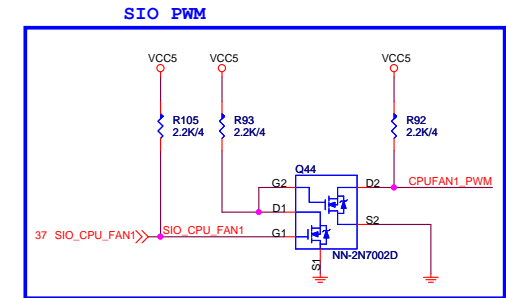 SIO PWM
VCC5 VCC5 VCC5
R105 R93 R92
2.2K/4 2.2K/4 2.2K/4
Q44
G2 D2 CPUFAN1_PWM
D1 S2
37 SIO_CPU_FAN1 SIO_CPU_FAN1 G1
NN-2N7002D
S1